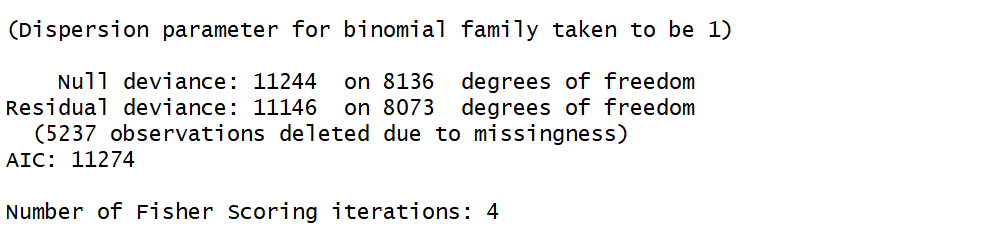 (Dispersion parameter for binomial family taken to be 1)
Null deviance: 11244 on 8136 degrees of freedom
Residual deviance: 11146 on 8073 degrees of freedom
(5237 observations deleted due to missingness)
AIC: 11274
Number of Fisher Scoring iterations: 4